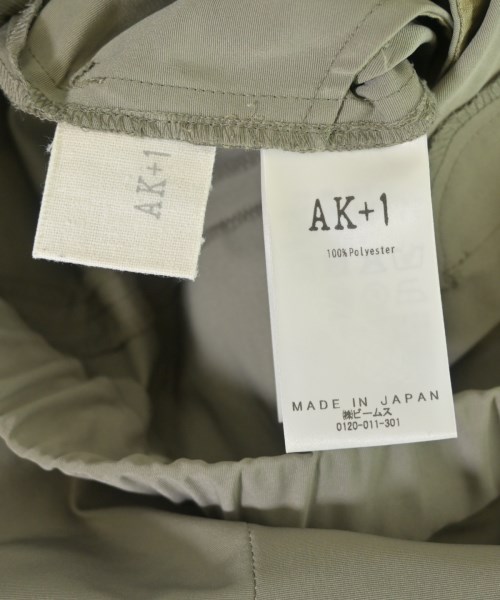 AK+1
AK+1
100%Polyester
MADE IN JAPAN
㈱ビームス
0120-011-301